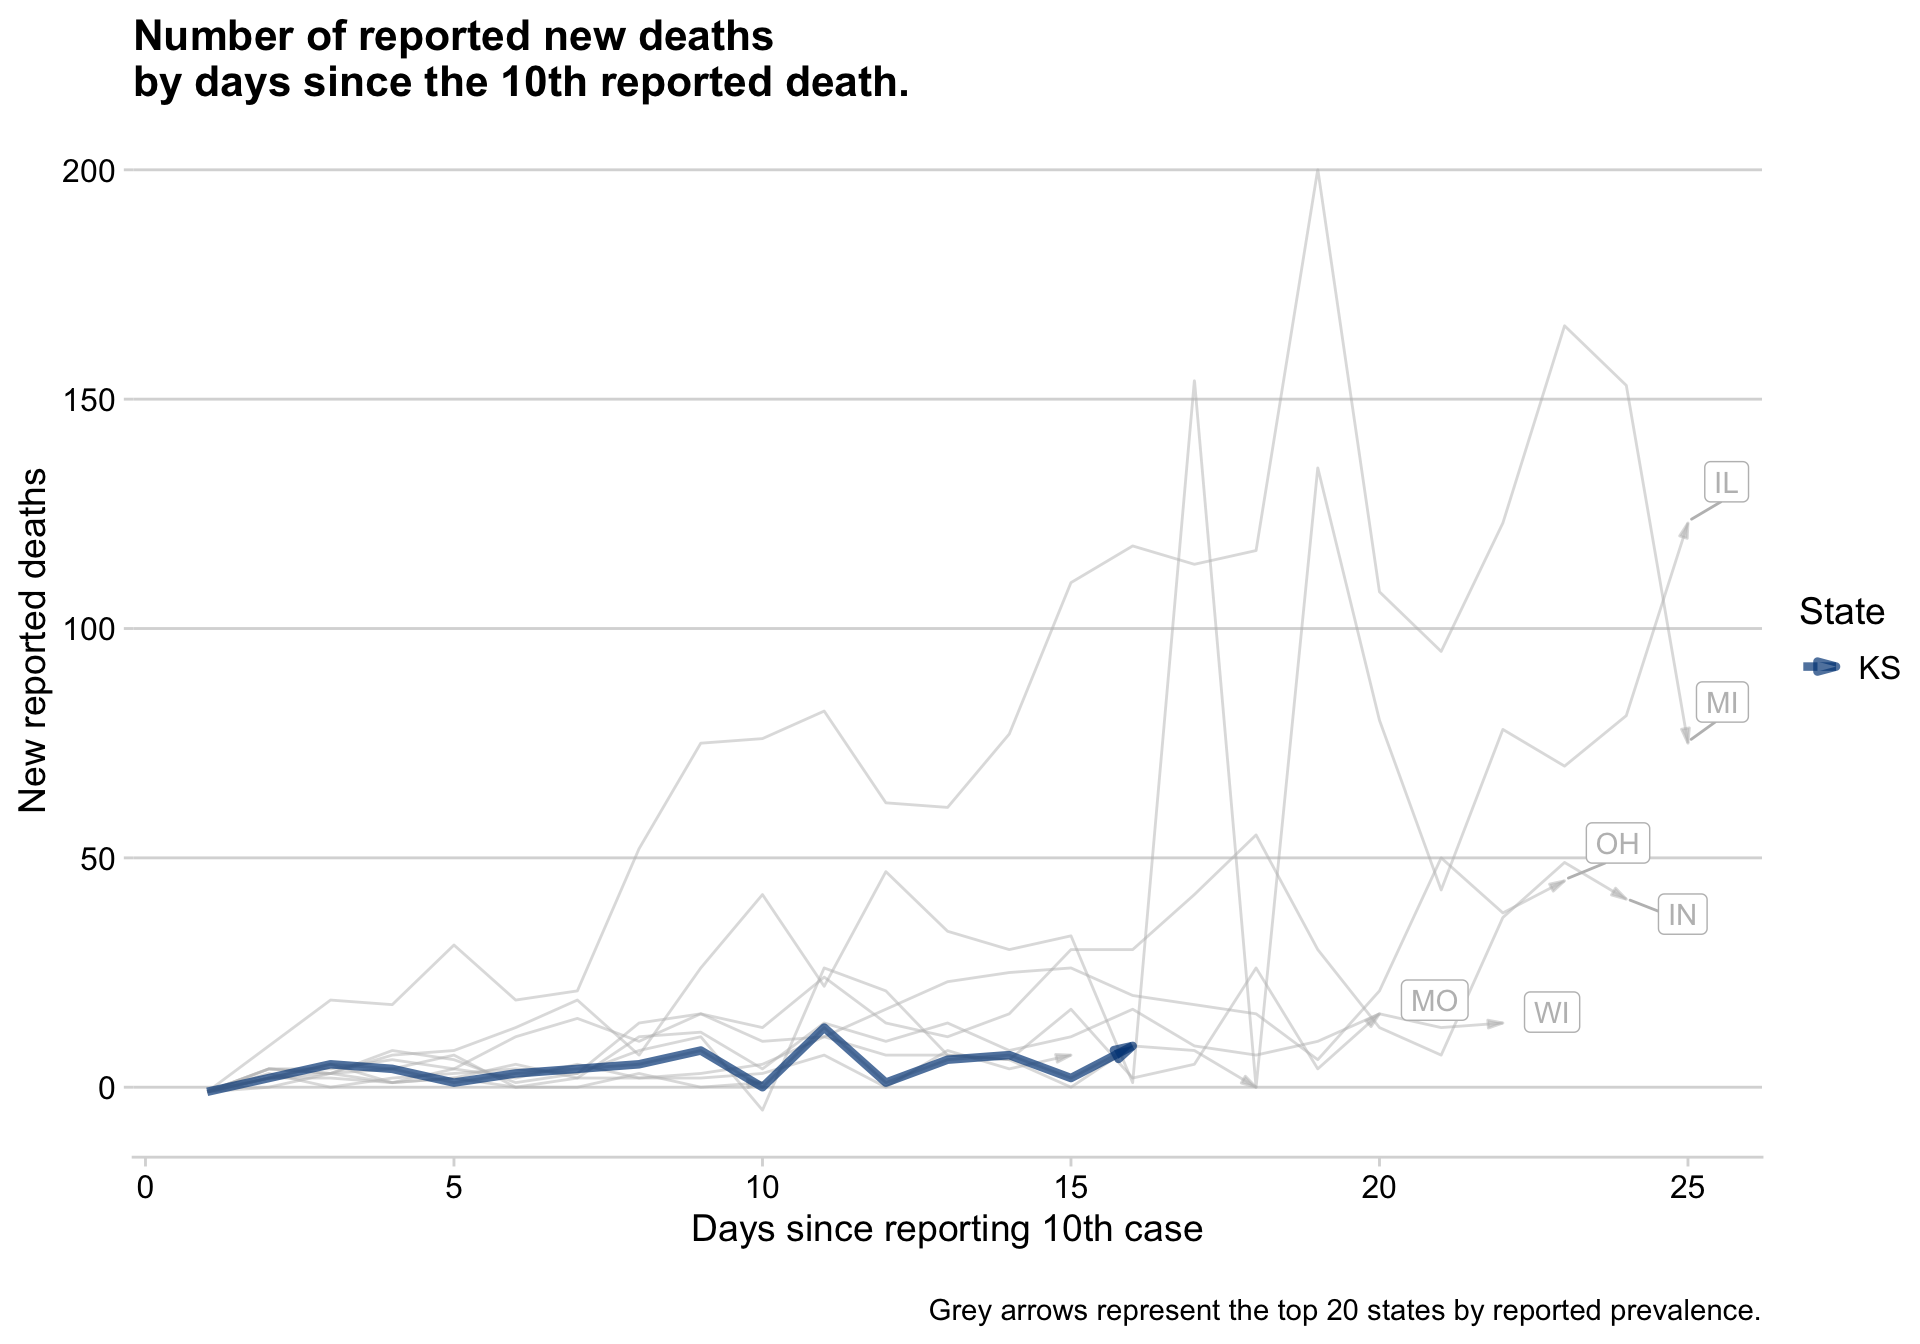 Number of reported new deaths
by days since the 10th reported death.
200
150
100
50
0
New reported deaths
IL
MI
OH
IN
MO
WI
State
KS
0 5 10 15 20 25
Days since reporting 10th case
Grey arrows represent the top 20 states by reported prevalence.